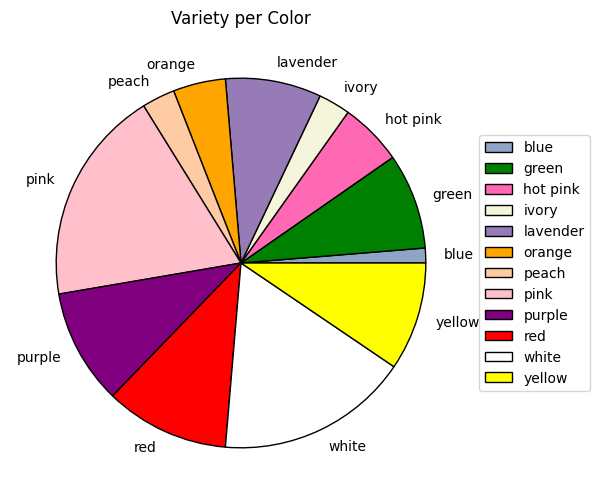 Variety per Color
lavender
orange
peach
ivory
hot pink
pink
green
blue
yellow
purple
red
white
blue
green
hot pink
ivory
lavender
orange
peach
pink
purple
red
white
yellow